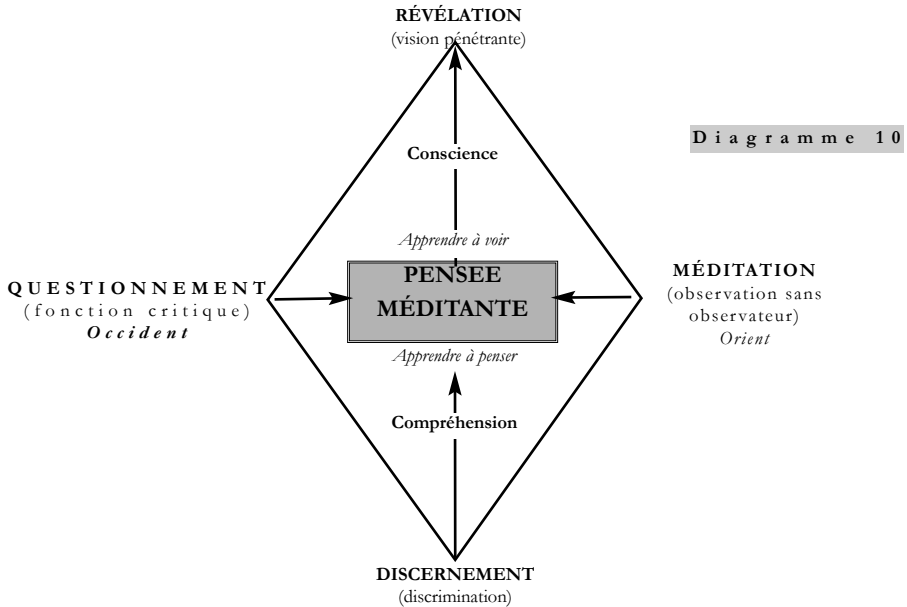 RÉVÉLATION
(vision pénétrante)
Diagramme 10
Conscience
Apprendre à voir
QUESTIONNEMENT
(fonction critique)
Occident
PENSEE
MÉDITANTE
MÉDITATION
(observation sans
observateur)
Orient
Apprendre à penser
Compréhension
DISCERNEMENT
(discrimination)